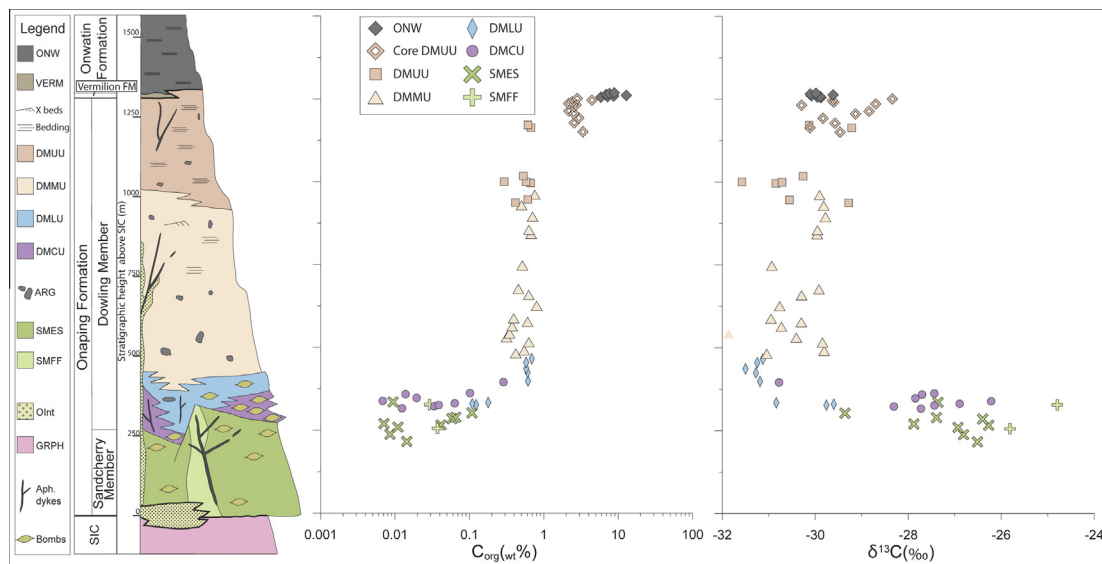 Legend
ONW
VERM
X beds
Bedding
DMUU
DMMU
DMLU
DMCU
ARG
SMES
SMFF
OInt
GRPH
Aph.
dykes
Bombs
Onwatin
Formation
Vermilion FM
Onaping Formation
Dowling Member
Sandcherry
Member
SIC
Stratigraphic height above SIC (m)
1500
1250
1000
750
500
250
0
ONW
Core DMUU
DMUU
DMMU
DMLU
DMCU
SMES
SMFF
0.001 0.01 0.1 1 10 100
Corg(wt%)
-32 -30 -28 -26 -24
δ13C(‰)